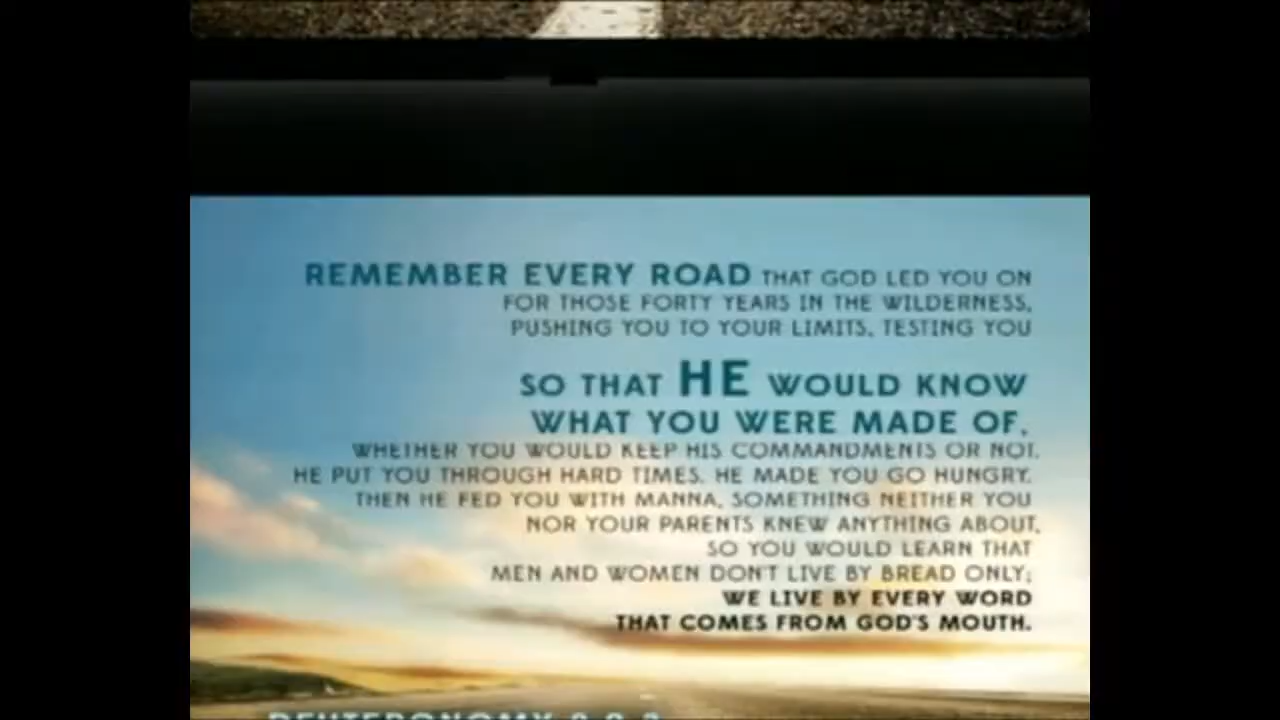 REMEMBER EVERY ROAD THAT GOD LED YOU ON
FOR THOSE FORTY YEARS IN THE WILDERNESS,
PUSHING YOU TO YOUR LIMITS, TESTING YOU
SO THAT HE WOULD KNOW
WHAT YOU WERE MADE OF,
WHETHER YOU WOULD KEEP HIS COMMANDMENTS OR NOT.
HE PUT YOU THROUGH HARD TIMES. HE MADE YOU GO HUNGRY.
THEN HE FED YOU WITH MANNA, SOMETHING NEITHER YOU
NOR YOUR PARENTS KNEW ANYTHING ABOUT,
SO YOU WOULD LEARN THAT
MEN AND WOMEN DON'T LIVE BY BREAD ONLY;
WE LIVE BY EVERY WORD
THAT COMES FROM GOD'S MOUTH.
DEUTERONOMY